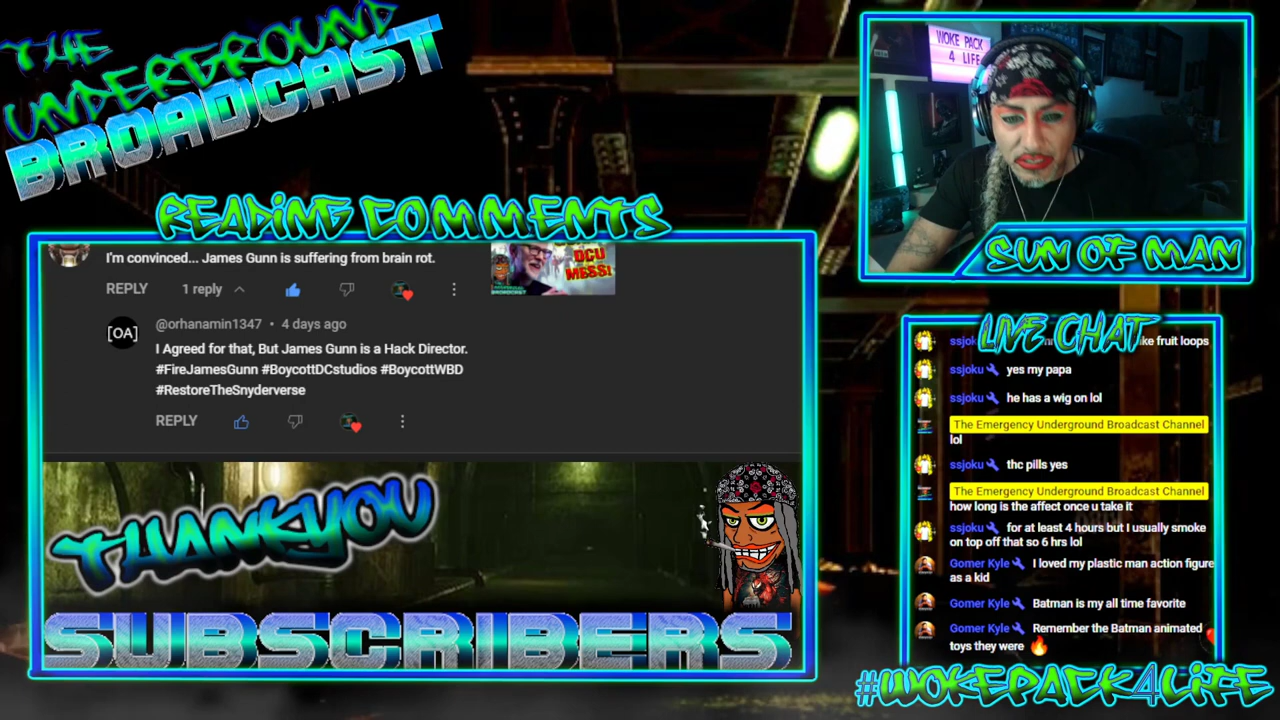 THE
UNDERGROUND
BROADCAST
READING COMMENTS
I'm convinced... James Gunn is suffering from brain rot.
REPLY 1 reply
DCU
MESS!
[OA] @orhanamin1347 • 4 days ago
I Agreed for that, But James Gunn is a Hack Director.
#FireJamesGunn #BoycottDCstudios #BoycottWBD
#RestoreTheSnyderverse
REPLY
THANKYOU
SUBSCRIBERS
WOKE PACK
4 LIFE
SUN OF MAN
LIVE CHAT
fruit loops
ssjoku yes my papa
ssjoku he has a wig on lol
The Emergency Underground Broadcast Channel
lol
ssjoku thc pills yes
The Emergency Underground Broadcast Channel
how long is the affect once u take it
ssjoku for at least 4 hours but I usually smoke
on top off that so 6 hrs lol
Gomer Kyle I loved my plastic man action figure
as a kid
Gomer Kyle Batman is my all time favorite
Gomer Kyle Remember the Batman animated
toys they were 🔥
#WOKEPACK4LIFE